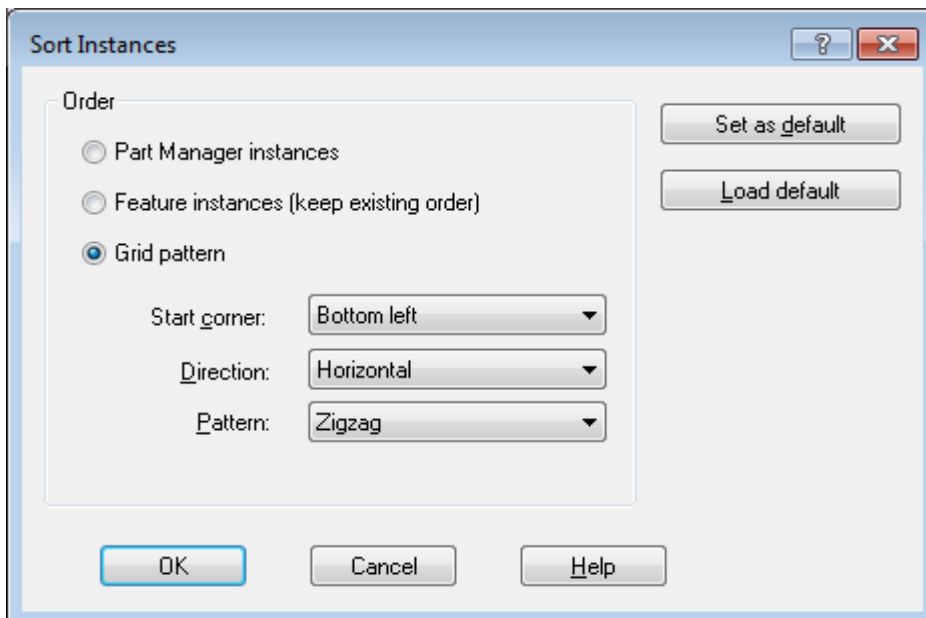 Sort Instances
Order
Part Manager instances
Feature instances (keep existing order)
Grid pattern
Start corner: Bottom left
Direction: Horizontal
Pattern: Zigzag
Set as default
Load default
OK Cancel Help